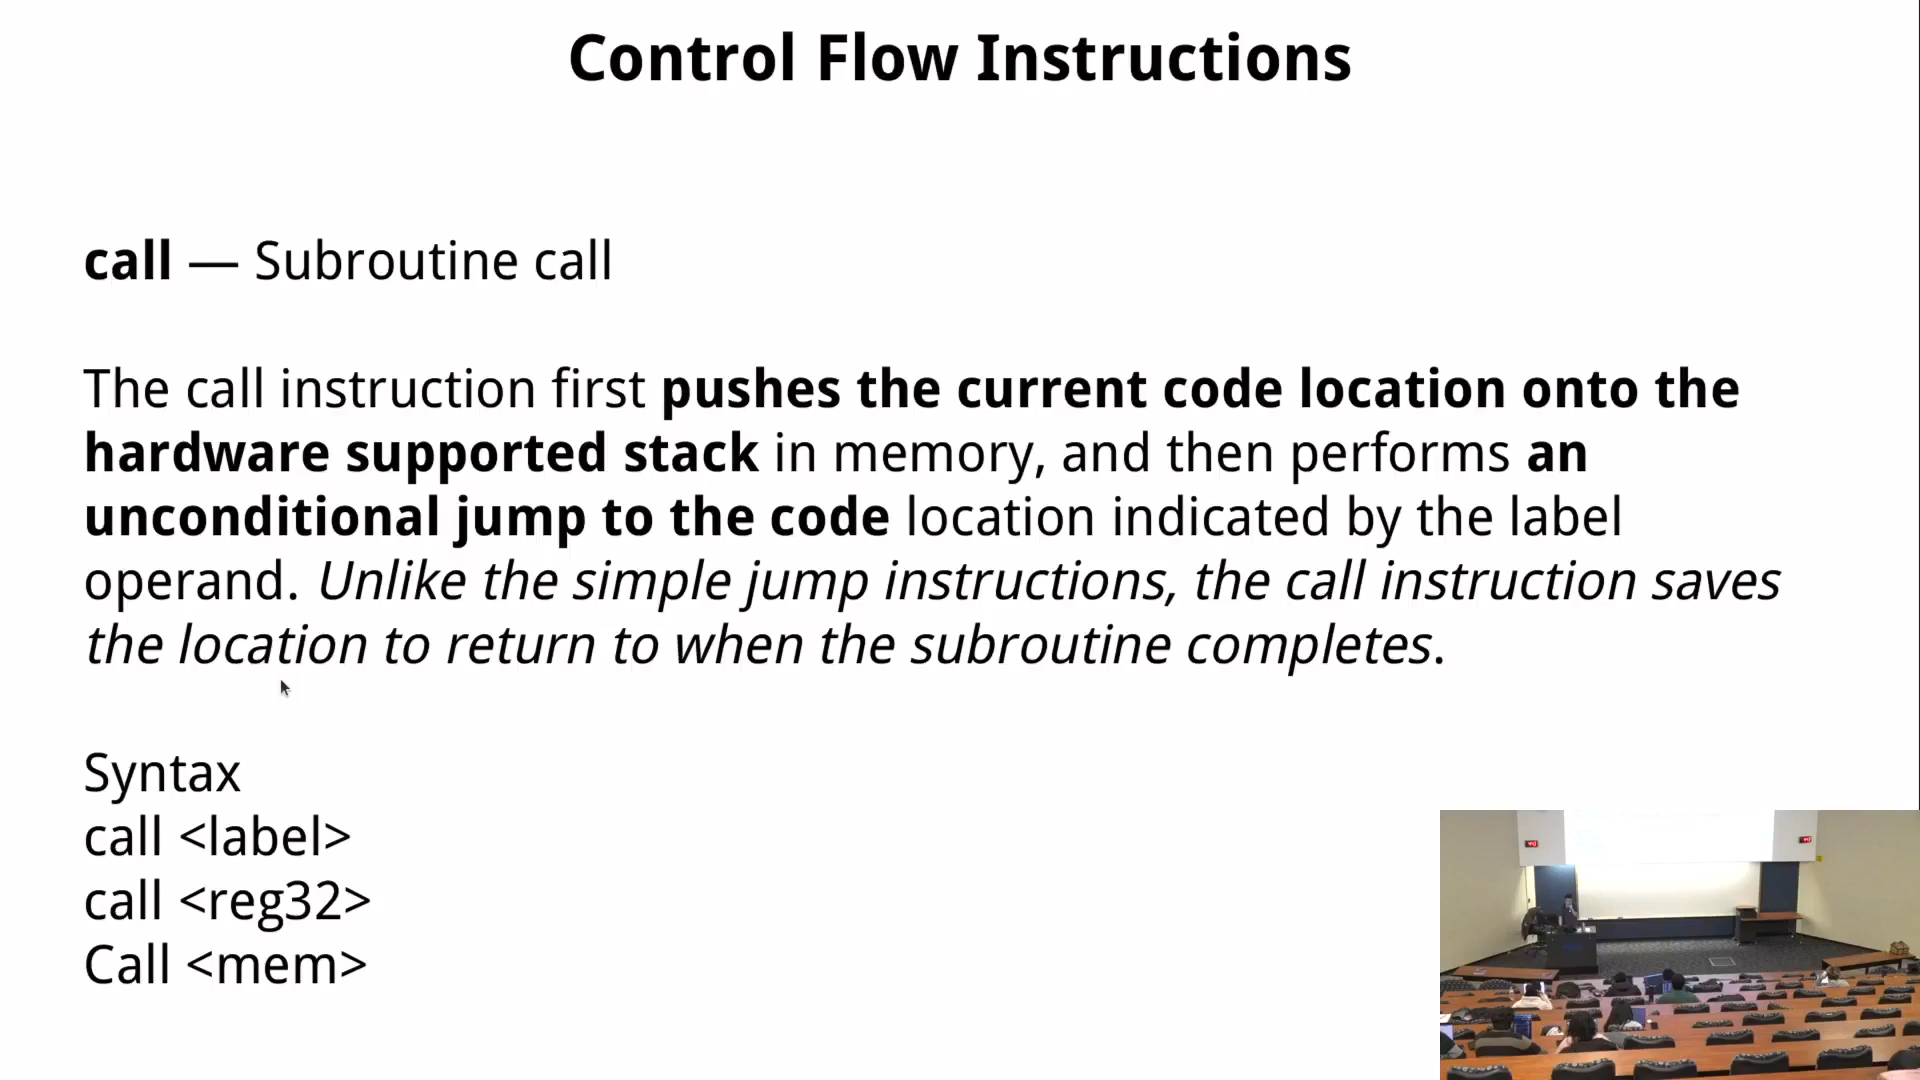 Control Flow Instructions
call — Subroutine call
The call instruction first pushes the current code location onto the
hardware supported stack in memory, and then performs an
unconditional jump to the code location indicated by the label
operand. Unlike the simple jump instructions, the call instruction saves
the location to return to when the subroutine completes.
Syntax
call <label>
call <reg32>
Call <mem>